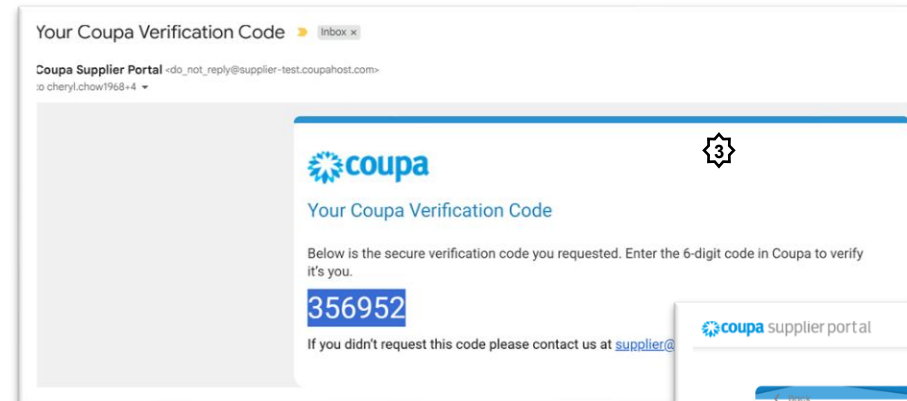 Your Coupa Verification Code Inbox x
Coupa Supplier Portal <do_not_reply@supplier-test.coupahost.com>
to cheryl.chow1968+4
3
coupa
Your Coupa Verification Code
Below is the secure verification code you requested. Enter the 6-digit code in Coupa to verify
it's you.
356952
If you didn't request this code please contact us at supplier@
coupa supplier portal